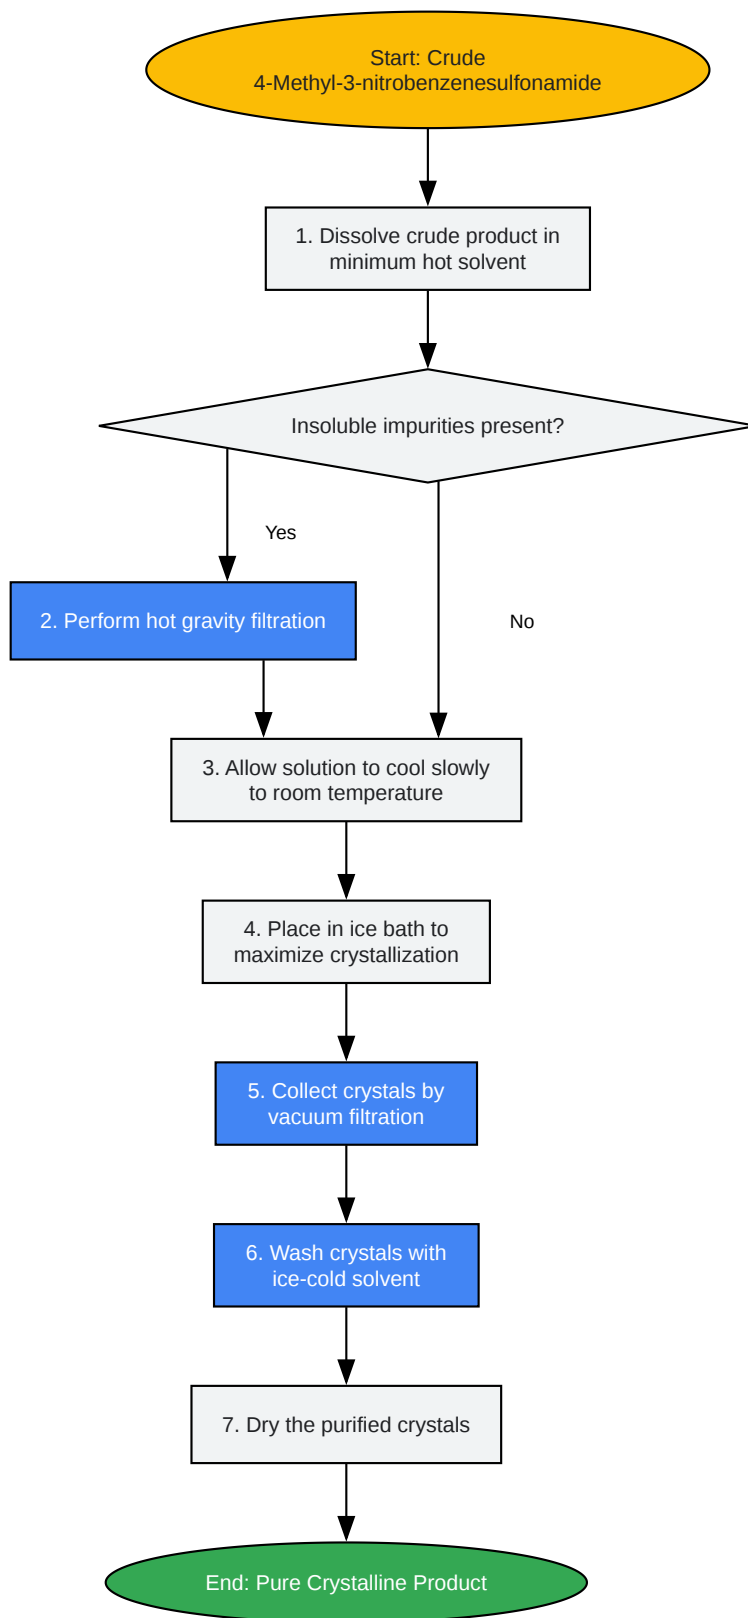 Start: Crude
4-Methyl-3-nitrobenzenesulfonamide
1. Dissolve crude product in
minimum hot solvent
Insoluble impurities present?
Yes
2. Perform hot gravity filtration
No
3. Allow solution to cool slowly
to room temperature
4. Place in ice bath to
maximize crystallization
5. Collect crystals by
vacuum filtration
6. Wash crystals with
ice-cold solvent
7. Dry the purified crystals
End: Pure Crystalline Product